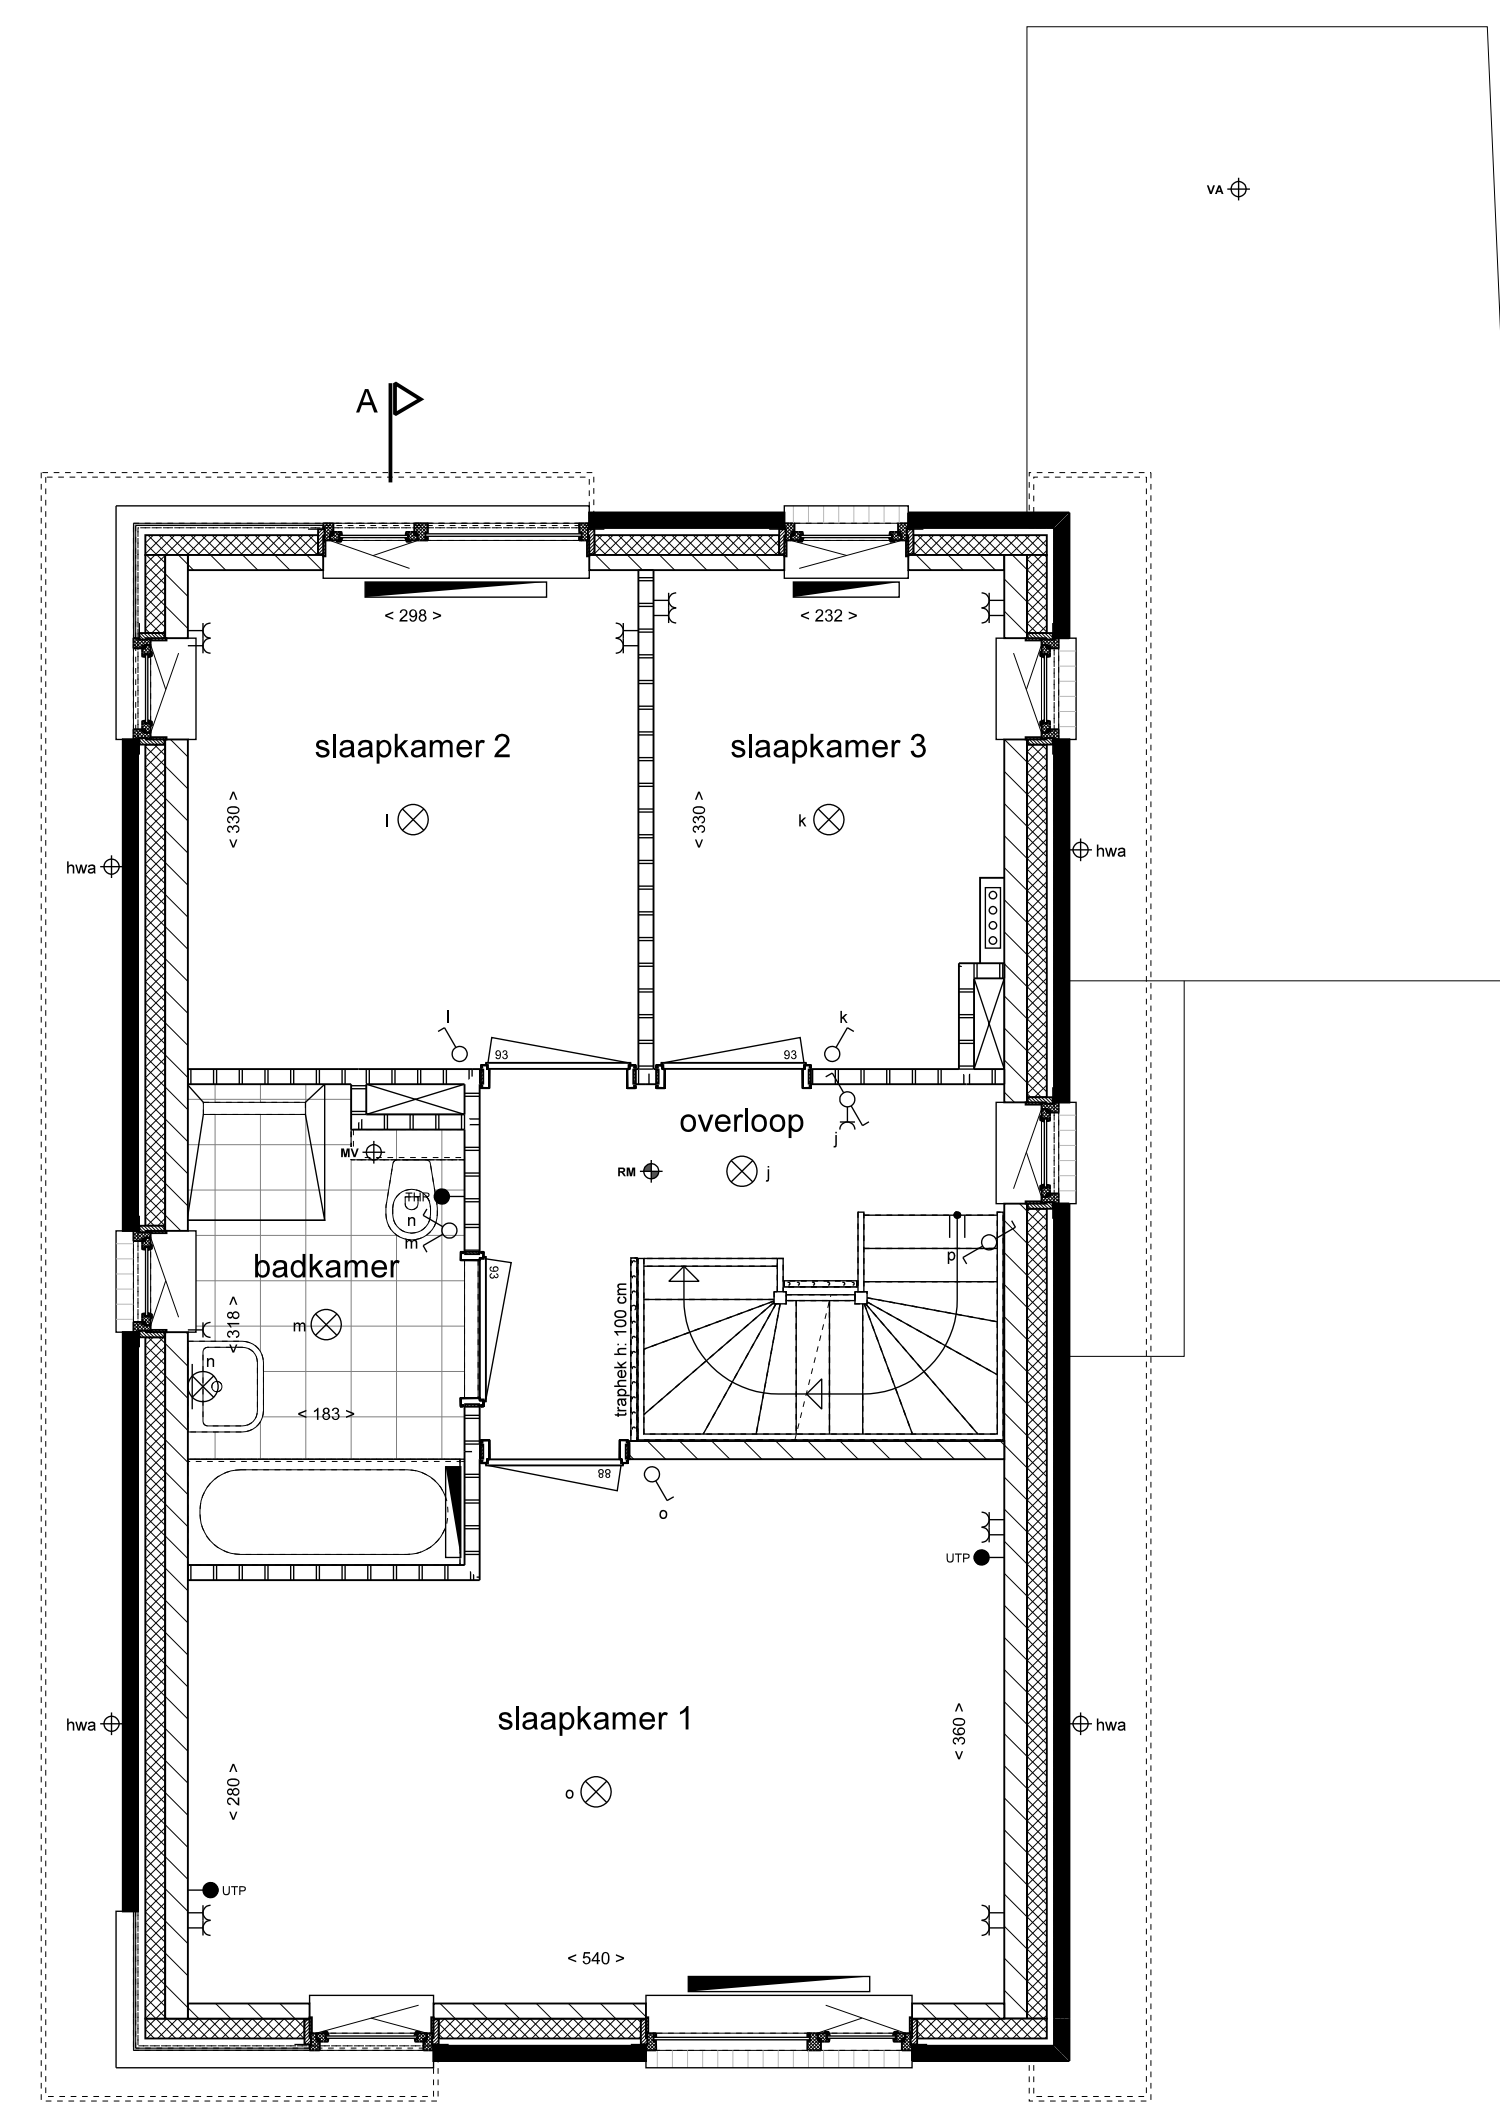 VA
A
< 298 >
< 232 >
slaapkamer 2
slaapkamer 3
< 330 >
l
< 330 >
k
hwa
hwa
l
k
93
93
overloop
j
MV
RM
j
THR
n
m
p
badkamer
93
< 318 >
m
traphek h: 100 cm
n
< 183 >
88
o
UTP
slaapkamer 1
hwa
< 360 >
hwa
< 280 >
o
UTP
< 540 >